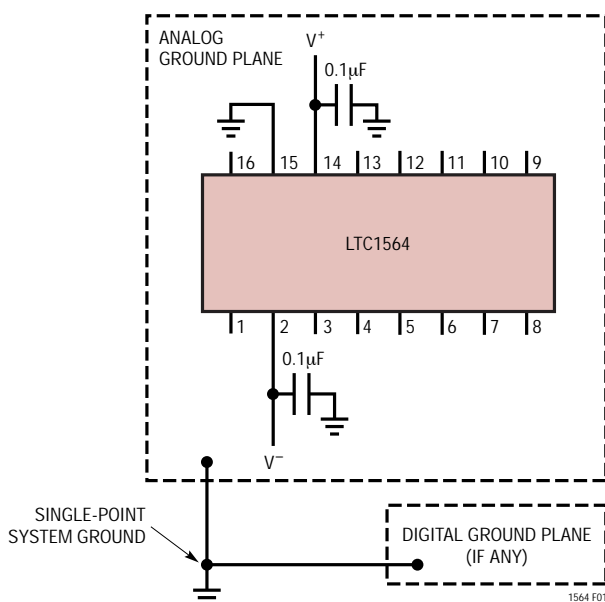 ANALOG
GROUND PLANE
V+
0.1µF
16 15 14 13 12 11 10 9
LTC1564
1 2 3 4 5 6 7 8
0.1µF
V−
SINGLE-POINT
SYSTEM GROUND
DIGITAL GROUND PLANE
(IF ANY)
1564 F01